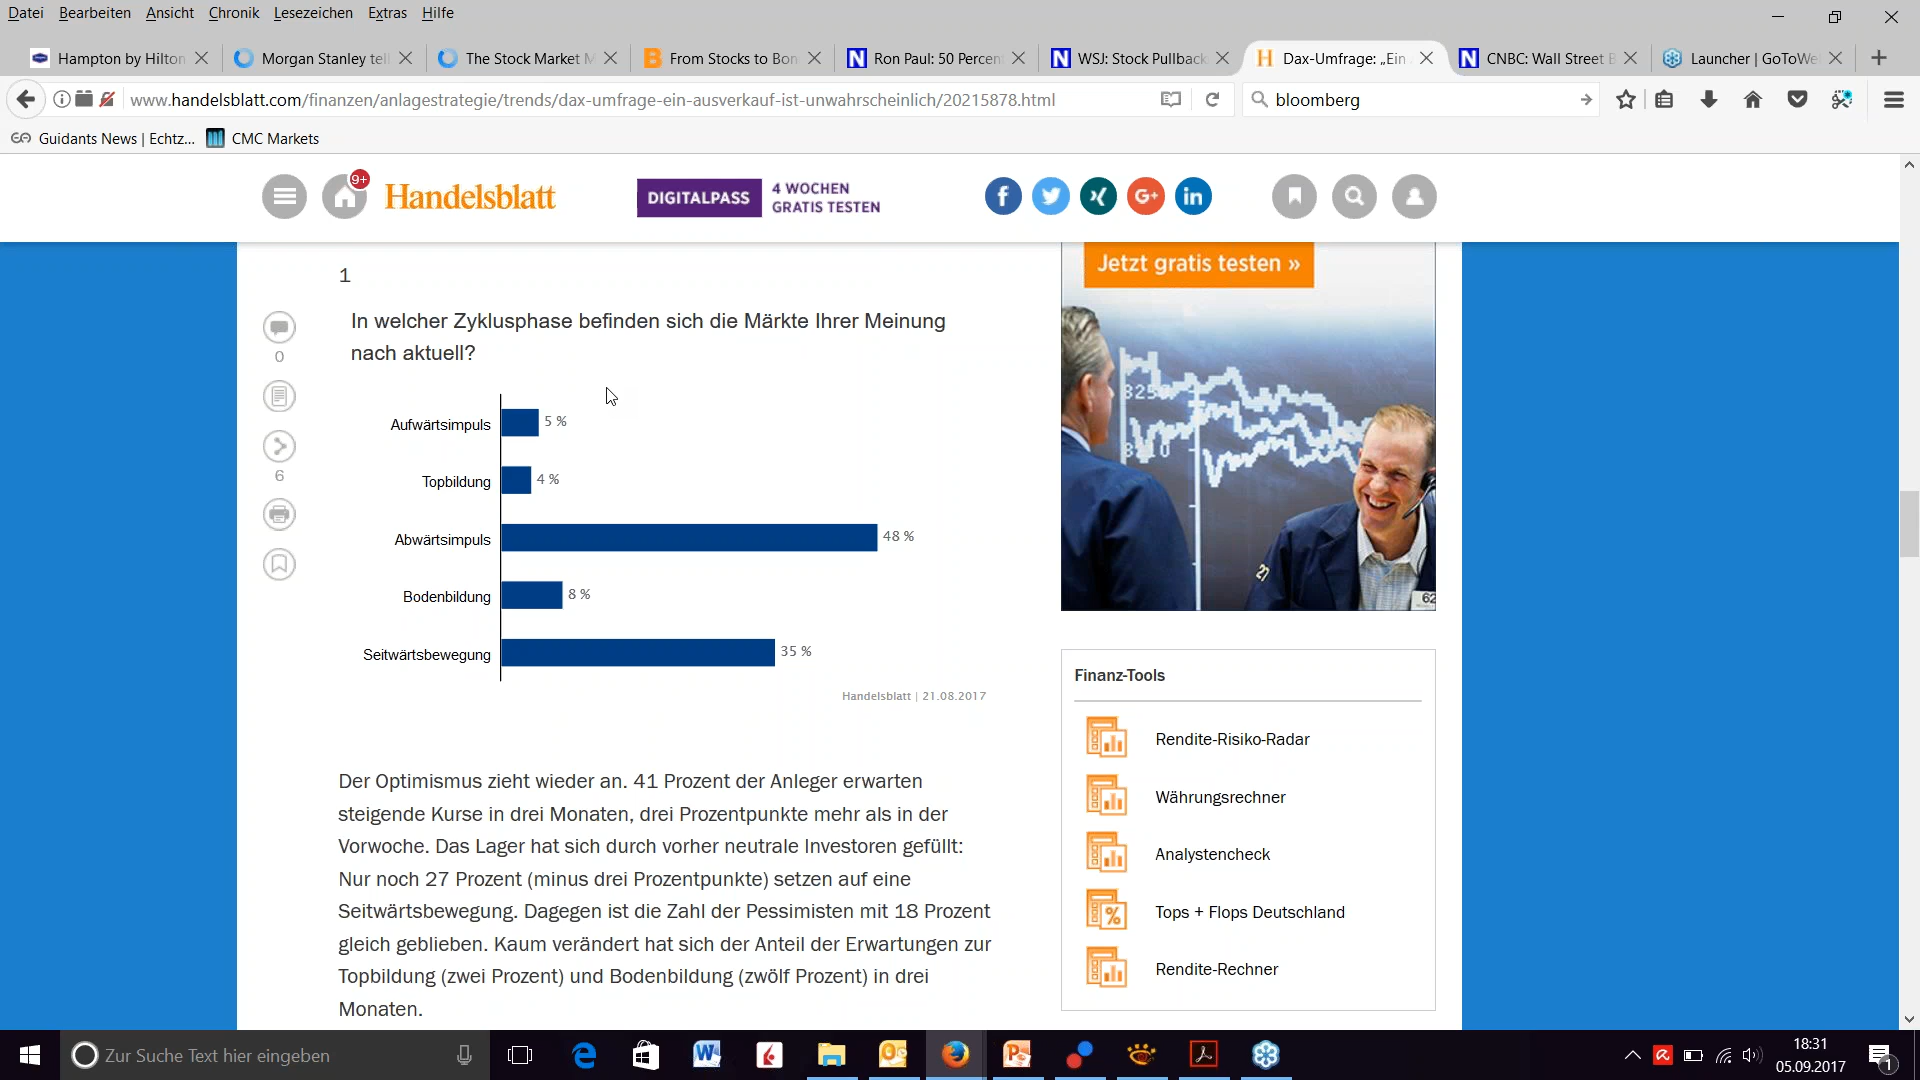 Datei Bearbeiten Ansicht Chronik Lesezeichen Extras Hilfe
Hampton by Hilton
Morgan Stanley tell
The Stock Market M
From Stocks to Bon
Ron Paul: 50 Percent
WSJ: Stock Pullback
Dax-Umfrage: „Ein
CNBC: Wall Street B
Launcher | GoToWe
www.handelsblatt.com/finanzen/anlagestrategie/trends/dax-umfrage-ein-ausverkauf-ist-unwahrscheinlich/20215878.html
bloomberg
Guidants News | Echtz...
CMC Markets
9+
Handelsblatt
DIGITALPASS
4 WOCHEN
GRATIS TESTEN
1
In welcher Zyklusphase befinden sich die Märkte Ihrer Meinung
nach aktuell?
0
6
Aufwärtsimpuls 5 %
Topbildung 4 %
Abwärtsimpuls 48 %
Bodenbildung 8 %
Seitwärtsbewegung 35 %
Handelsblatt | 21.08.2017
Der Optimismus zieht wieder an. 41 Prozent der Anleger erwarten
steigende Kurse in drei Monaten, drei Prozentpunkte mehr als in der
Vorwoche. Das Lager hat sich durch vorher neutrale Investoren gefüllt:
Nur noch 27 Prozent (minus drei Prozentpunkte) setzen auf eine
Seitwärtsbewegung. Dagegen ist die Zahl der Pessimisten mit 18 Prozent
gleich geblieben. Kaum verändert hat sich der Anteil der Erwartungen zur
Topbildung (zwei Prozent) und Bodenbildung (zwölf Prozent) in drei
Monaten.
Jetzt gratis testen »
27
62
Finanz-Tools
Rendite-Risiko-Radar
Währungsrechner
Analystencheck
Tops + Flops Deutschland
Rendite-Rechner
Zur Suche Text hier eingeben
18:31
05.09.2017
1